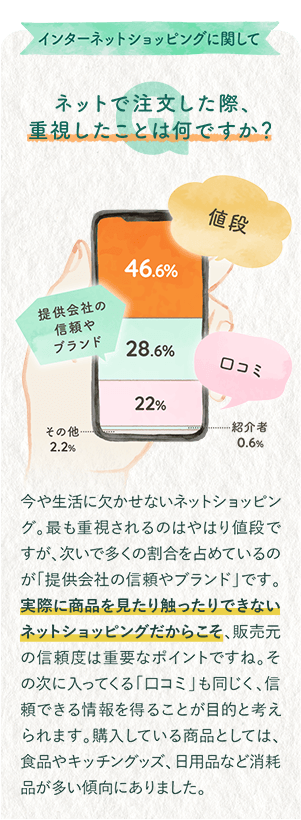 インターネットショッピングに関して
Q
ネットで注文した際、
重視したことは何ですか?
値段
46.6%
提供会社の
信頼や
ブランド
28.6%
口コミ
22%
その他
2.2%
紹介者
0.6%
今や生活に欠かせないネットショッピン
グ。最も重視されるのはやはり値段で
すが、次いで多くの割合を占めているの
が「提供会社の信頼やブランド」です。
実際に商品を見たり触ったりできない
ネットショッピングだからこそ、販売元
の信頼度は重要なポイントですね。そ
の次に入ってくる「口コミ」も同じく、信
頼できる情報を得ることが目的と考え
られます。購入している商品としては、
食品やキッチングッズ、日用品など消耗
品が多い傾向にありました。